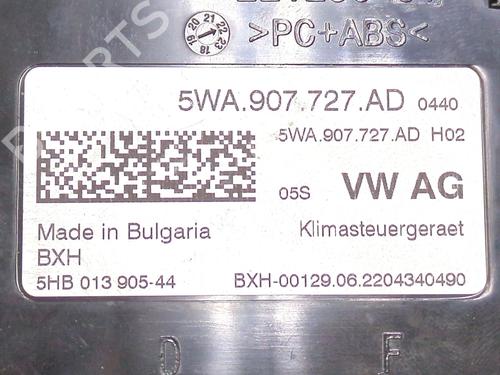 >PC+ABS<
5WA.907.727.AD 0440
5WA.907.727.AD H02
05S VW AG
Made in Bulgaria Klimasteuergeraet
BXH
5HB 013 905-44 BXH-00129.06.2204340490
D F